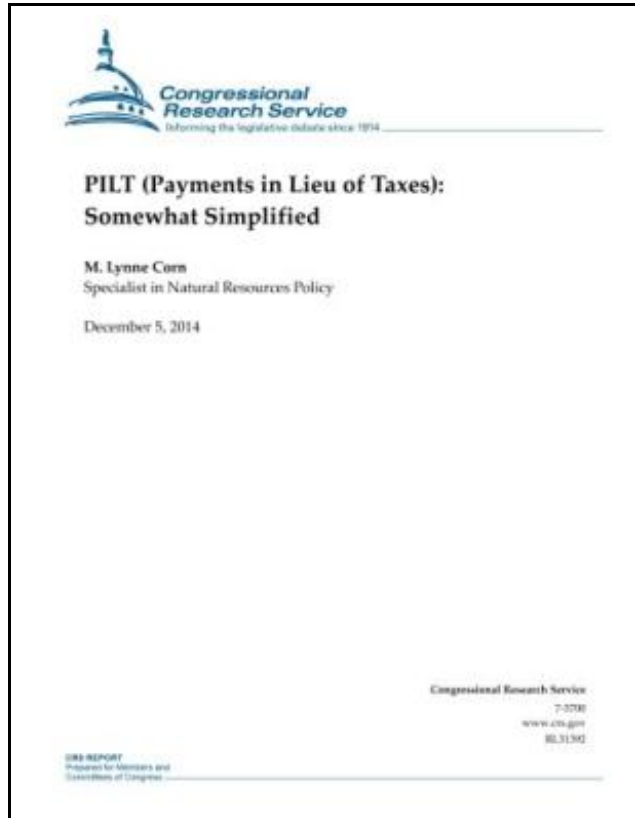 Congressional
Research Service
Informing the legislative debate since 1914
PILT (Payments in Lieu of Taxes):
Somewhat Simplified
M. Lynne Corn
Specialist in Natural Resources Policy
December 5, 2014
Congressional Research Service
7-5700
www.crs.gov
RL31392
CRS REPORT
Prepared for Members and
Committees of Congress